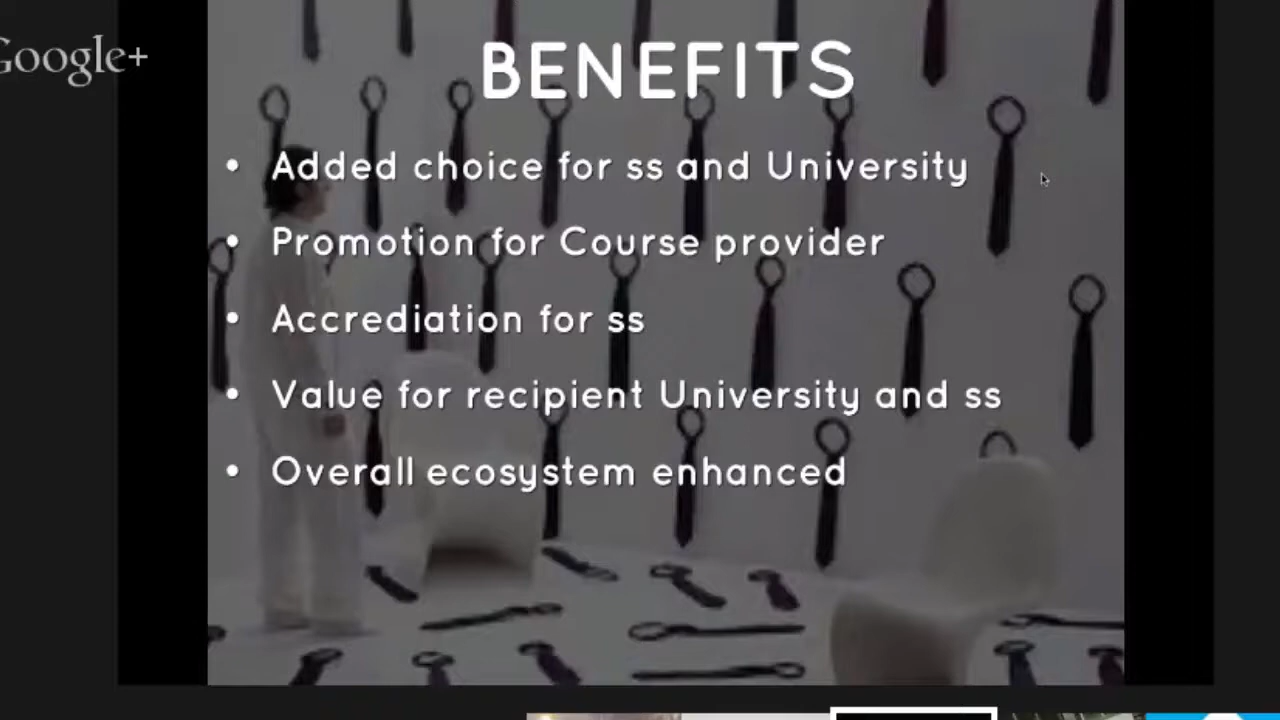 Google+
BENEFITS
• Added choice for ss and University
• Promotion for Course provider
• Accrediation for ss
• Value for recipient University and ss
• Overall ecosystem enhanced